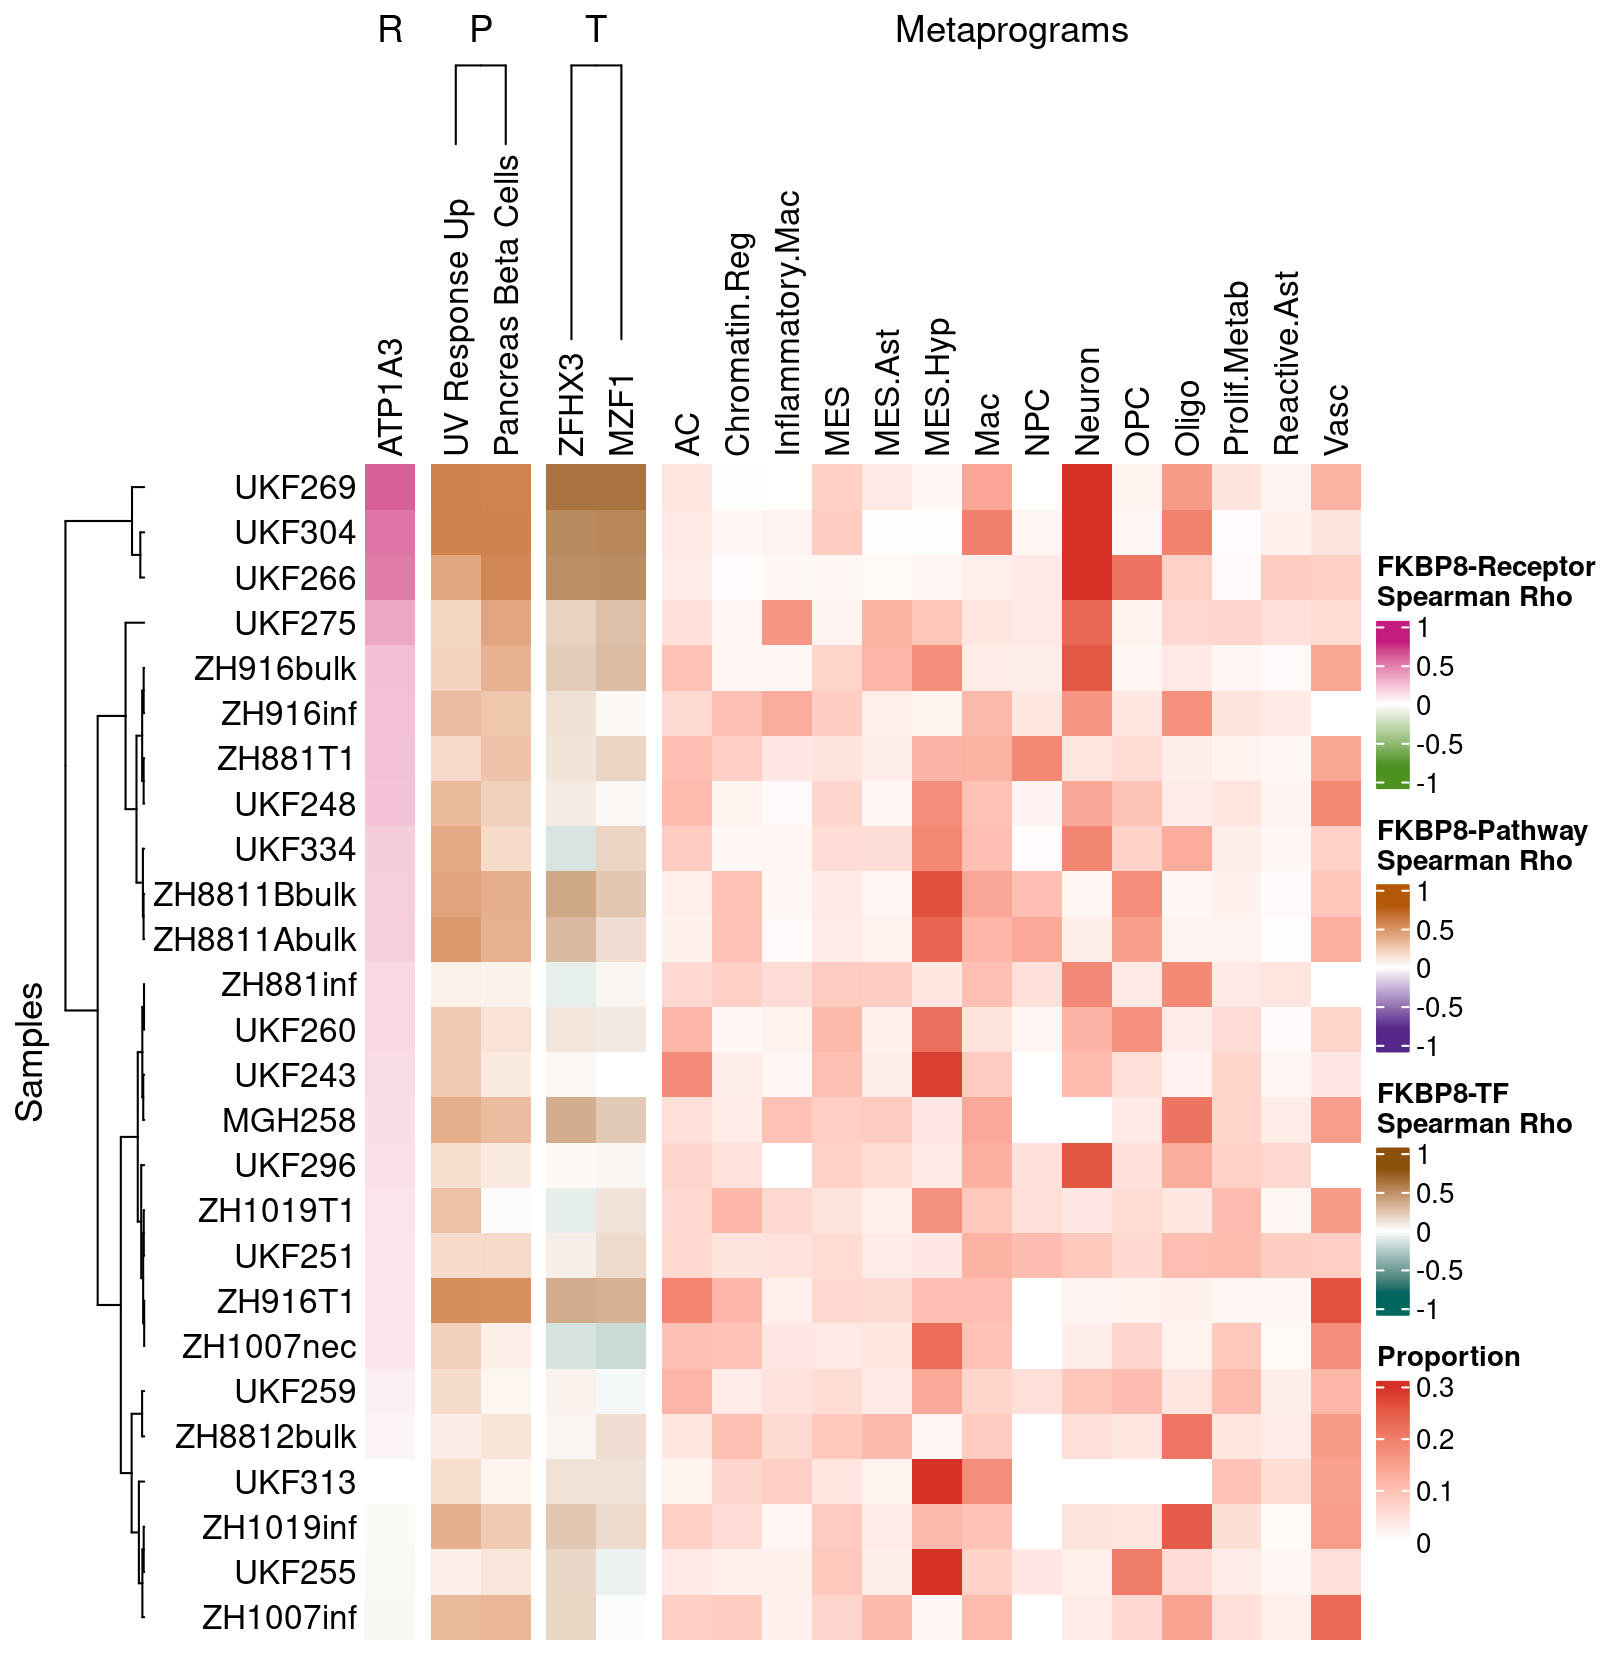 R P T Metaprograms
ATP1A3
UV Response Up
Pancreas Beta Cells
ZFHX3
MZF1
AC
Chromatin.Reg
Inflammatory.Mac
MES
MES.Ast
MES.Hyp
Mac
NPC
Neuron
OPC
Oligo
Prolif.Metab
Reactive.Ast
Vasc
Samples
UKF269
UKF304
UKF266
UKF275
ZH916bulk
ZH916inf
ZH881T1
UKF248
UKF334
ZH8811Bbulk
ZH8811Abulk
ZH881inf
UKF260
UKF243
MGH258
UKF296
ZH1019T1
UKF251
ZH916T1
ZH1007nec
UKF259
ZH8812bulk
UKF313
ZH1019inf
UKF255
ZH1007inf
FKBP8-Receptor
Spearman Rho
1
0.5
0
-0.5
-1
FKBP8-Pathway
Spearman Rho
1
0.5
0
-0.5
-1
FKBP8-TF
Spearman Rho
1
0.5
0
-0.5
-1
Proportion
0.3
0.2
0.1
0